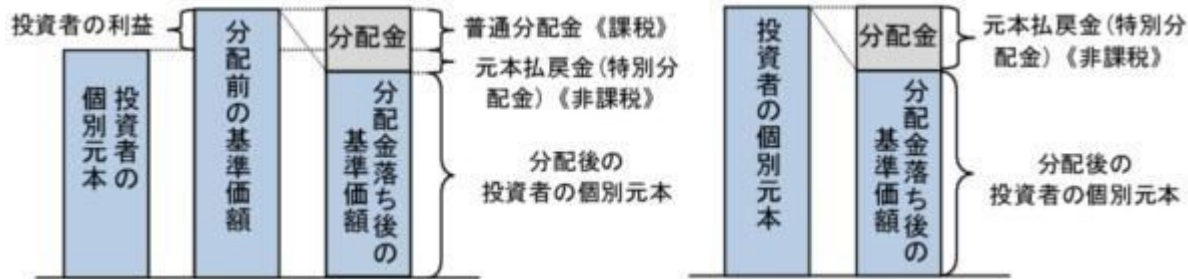 投資者の利益
投資者の
個別元本
分配前の基準価額
分配金
分配金落ち後の
基準価額
普通分配金《課税》
元本払戻金(特別分
配金)《非課税》
分配後の
投資者の個別元本
投資者の個別元本
分配金
分配金落ち後の
基準価額
元本払戻金(特別分
配金)《非課税》
分配後の
投資者の個別元本